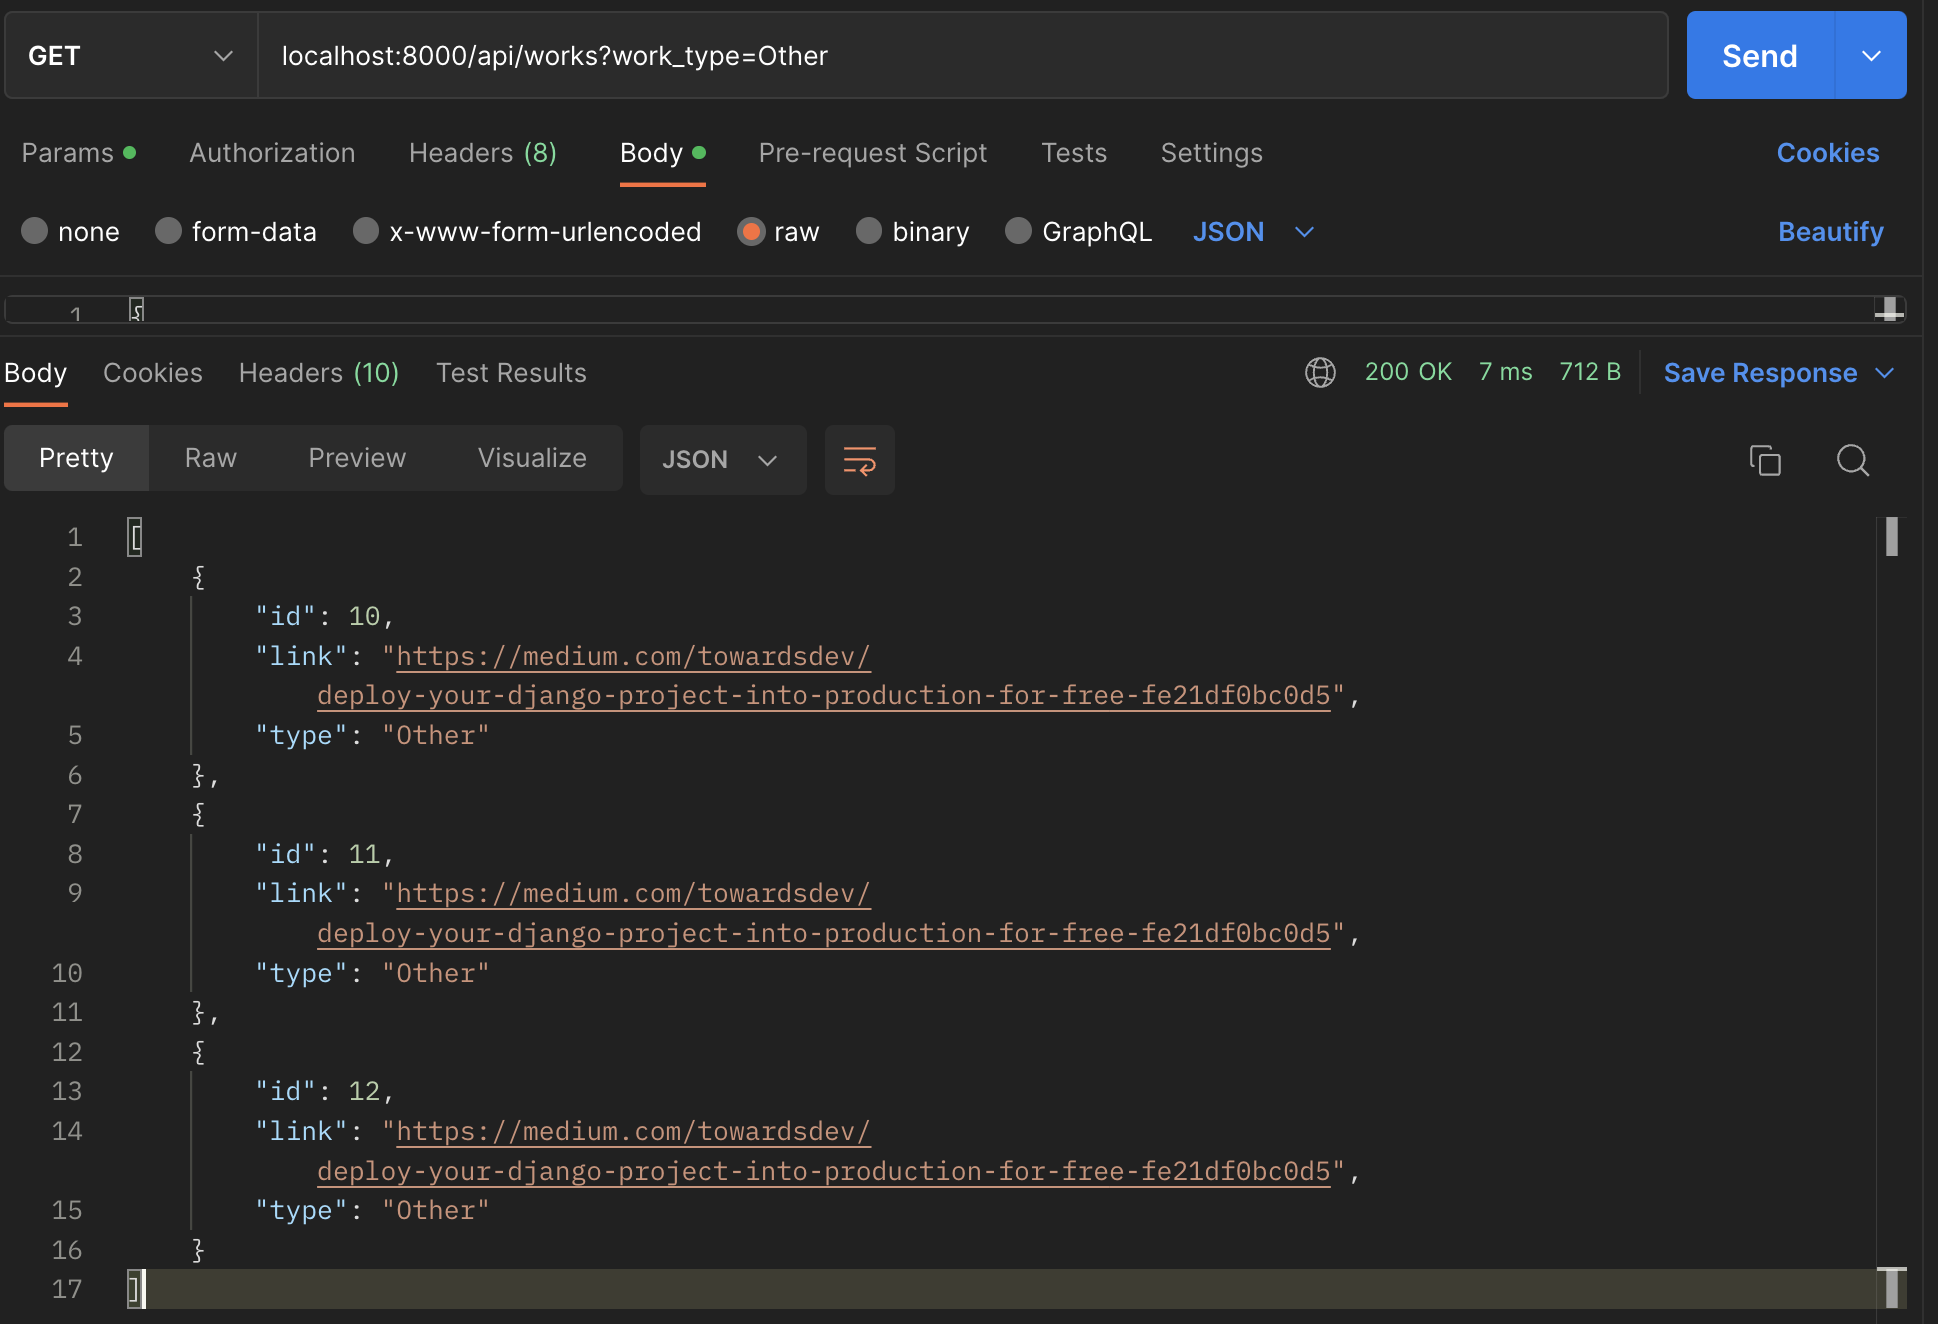 GET localhost:8000/api/works?work_type=Other Send
Params Authorization Headers (8) Body Pre-request Script Tests Settings Cookies
none form-data x-www-form-urlencoded raw binary GraphQL JSON Beautify
1 {
Body Cookies Headers (10) Test Results 200 OK 7 ms 712 B Save Response
Pretty Raw Preview Visualize JSON
1 [
2 {
3 "id": 10,
4 "link": "https://medium.com/towardsdev/
deploy-your-django-project-into-production-for-free-fe21df0bc0d5",
5 "type": "Other"
6 },
7 {
8 "id": 11,
9 "link": "https://medium.com/towardsdev/
deploy-your-django-project-into-production-for-free-fe21df0bc0d5",
10 "type": "Other"
11 },
12 {
13 "id": 12,
14 "link": "https://medium.com/towardsdev/
deploy-your-django-project-into-production-for-free-fe21df0bc0d5",
15 "type": "Other"
16 }
17 ]